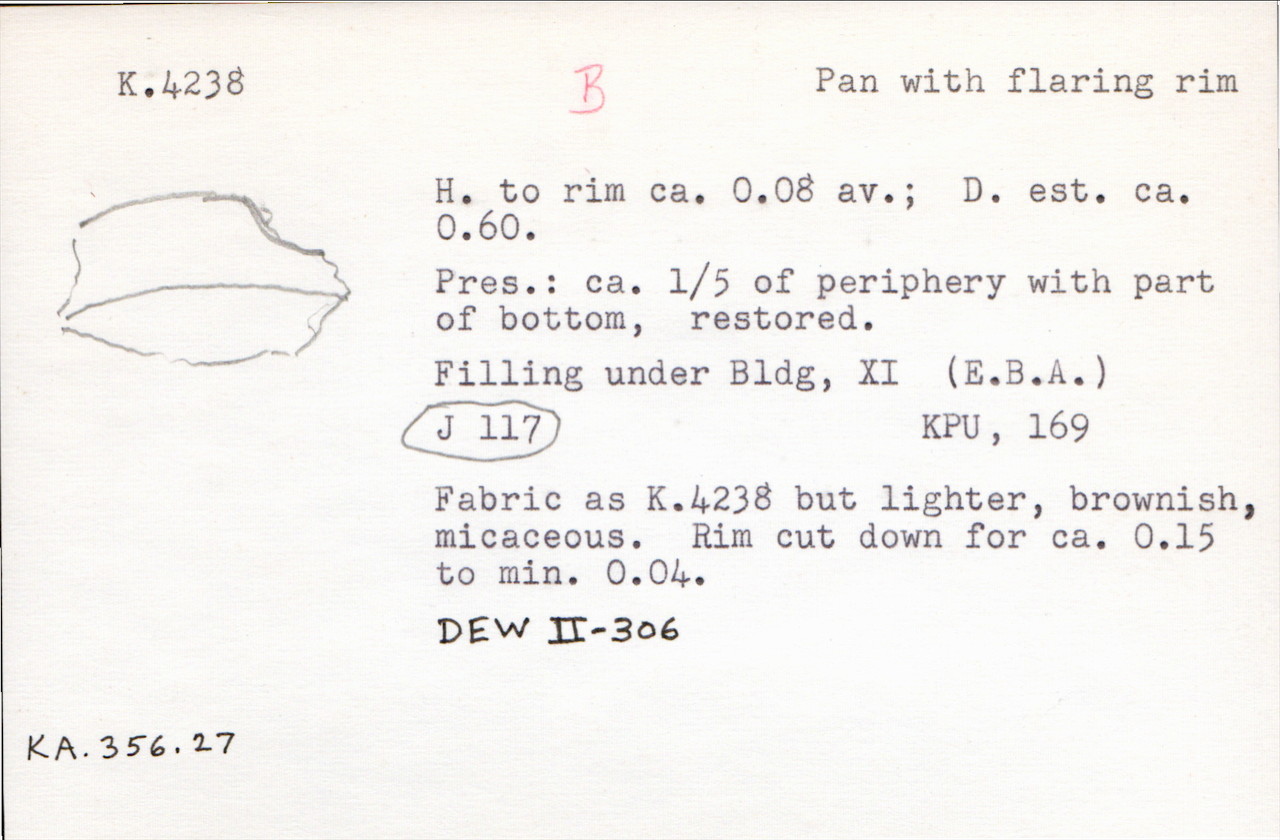 K.4238 B Pan with flaring rim
H. to rim ca. 0.08 av.; D. est. ca.
0.60.
Pres.: ca. 1/5 of periphery with part
of bottom, restored.
Filling under Bldg, XI (E.B.A.)
J 117 KPU, 169
Fabric as K.4238 but lighter, brownish,
micaceous. Rim cut down for ca. 0.15
to min. 0.04.
DEW II-306
KA.356.27